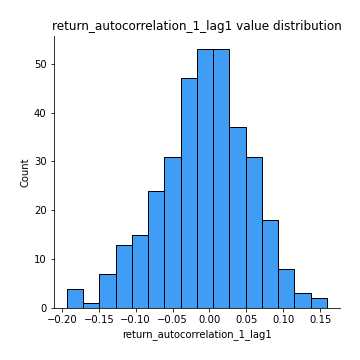 return_autocorrelation_1_lag1 value distribution
50
40
30
20
10
0
Count
−0.20 −0.15 −0.10 −0.05 0.00 0.05 0.10 0.15
return_autocorrelation_1_lag1